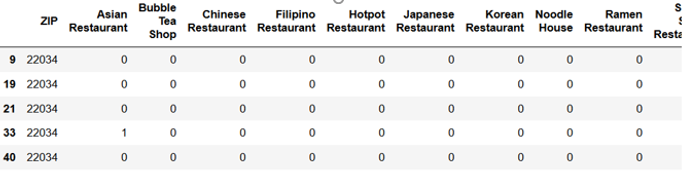 ZIP Asian Restaurant Bubble Tea Shop Chinese Restaurant Filipino Restaurant Hotpot Restaurant Japanese Restaurant Korean Restaurant Noodle House Ramen Restaurant
9 22034 0 0 0 0 0 0 0 0 0
19 22034 0 0 0 0 0 0 0 0 0
21 22034 0 0 0 0 0 0 0 0 0
33 22034 1 0 0 0 0 0 0 0 0
40 22034 0 0 0 0 0 0 0 0 0